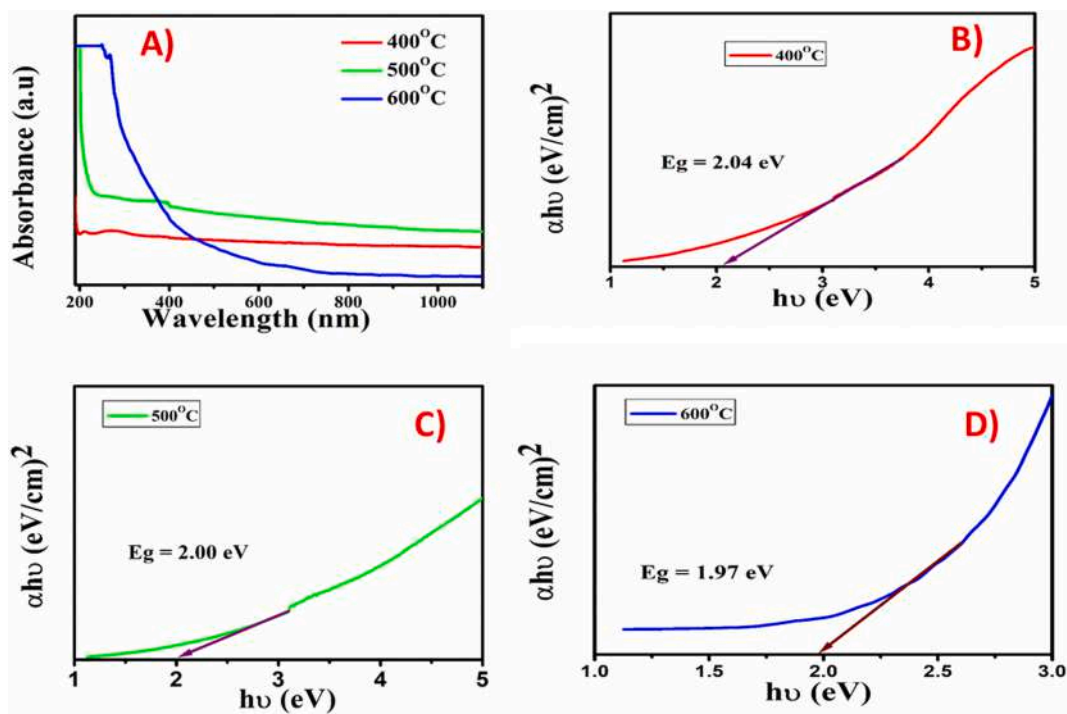 A)
400°C
500°C
600°C
Absorbance (a.u)
200 400 600 800 1000
Wavelength (nm)
B)
400°C
Eg = 2.04 eV
αhυ (eV/cm)²
1 2 3 4 5
hυ (eV)
C)
500°C
Eg = 2.00 eV
αhυ (eV/cm)²
1 2 3 4 5
hυ (eV)
D)
600°C
Eg = 1.97 eV
αhυ (eV/cm)²
1.0 1.5 2.0 2.5 3.0
hυ (eV)